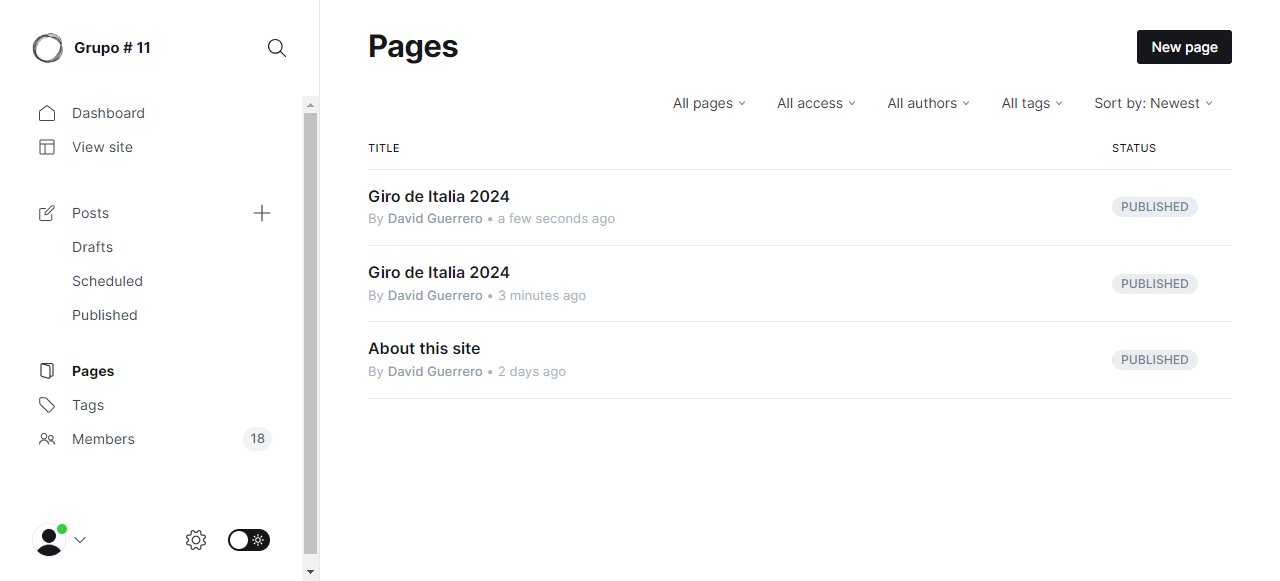 Grupo # 11
Dashboard
View site
Posts
Drafts
Scheduled
Published
Pages
Tags
Members 18
Pages
New page
All pages All access All authors All tags Sort by: Newest
TITLE STATUS
Giro de Italia 2024
By David Guerrero • a few seconds ago
PUBLISHED
Giro de Italia 2024
By David Guerrero • 3 minutes ago
PUBLISHED
About this site
By David Guerrero • 2 days ago
PUBLISHED